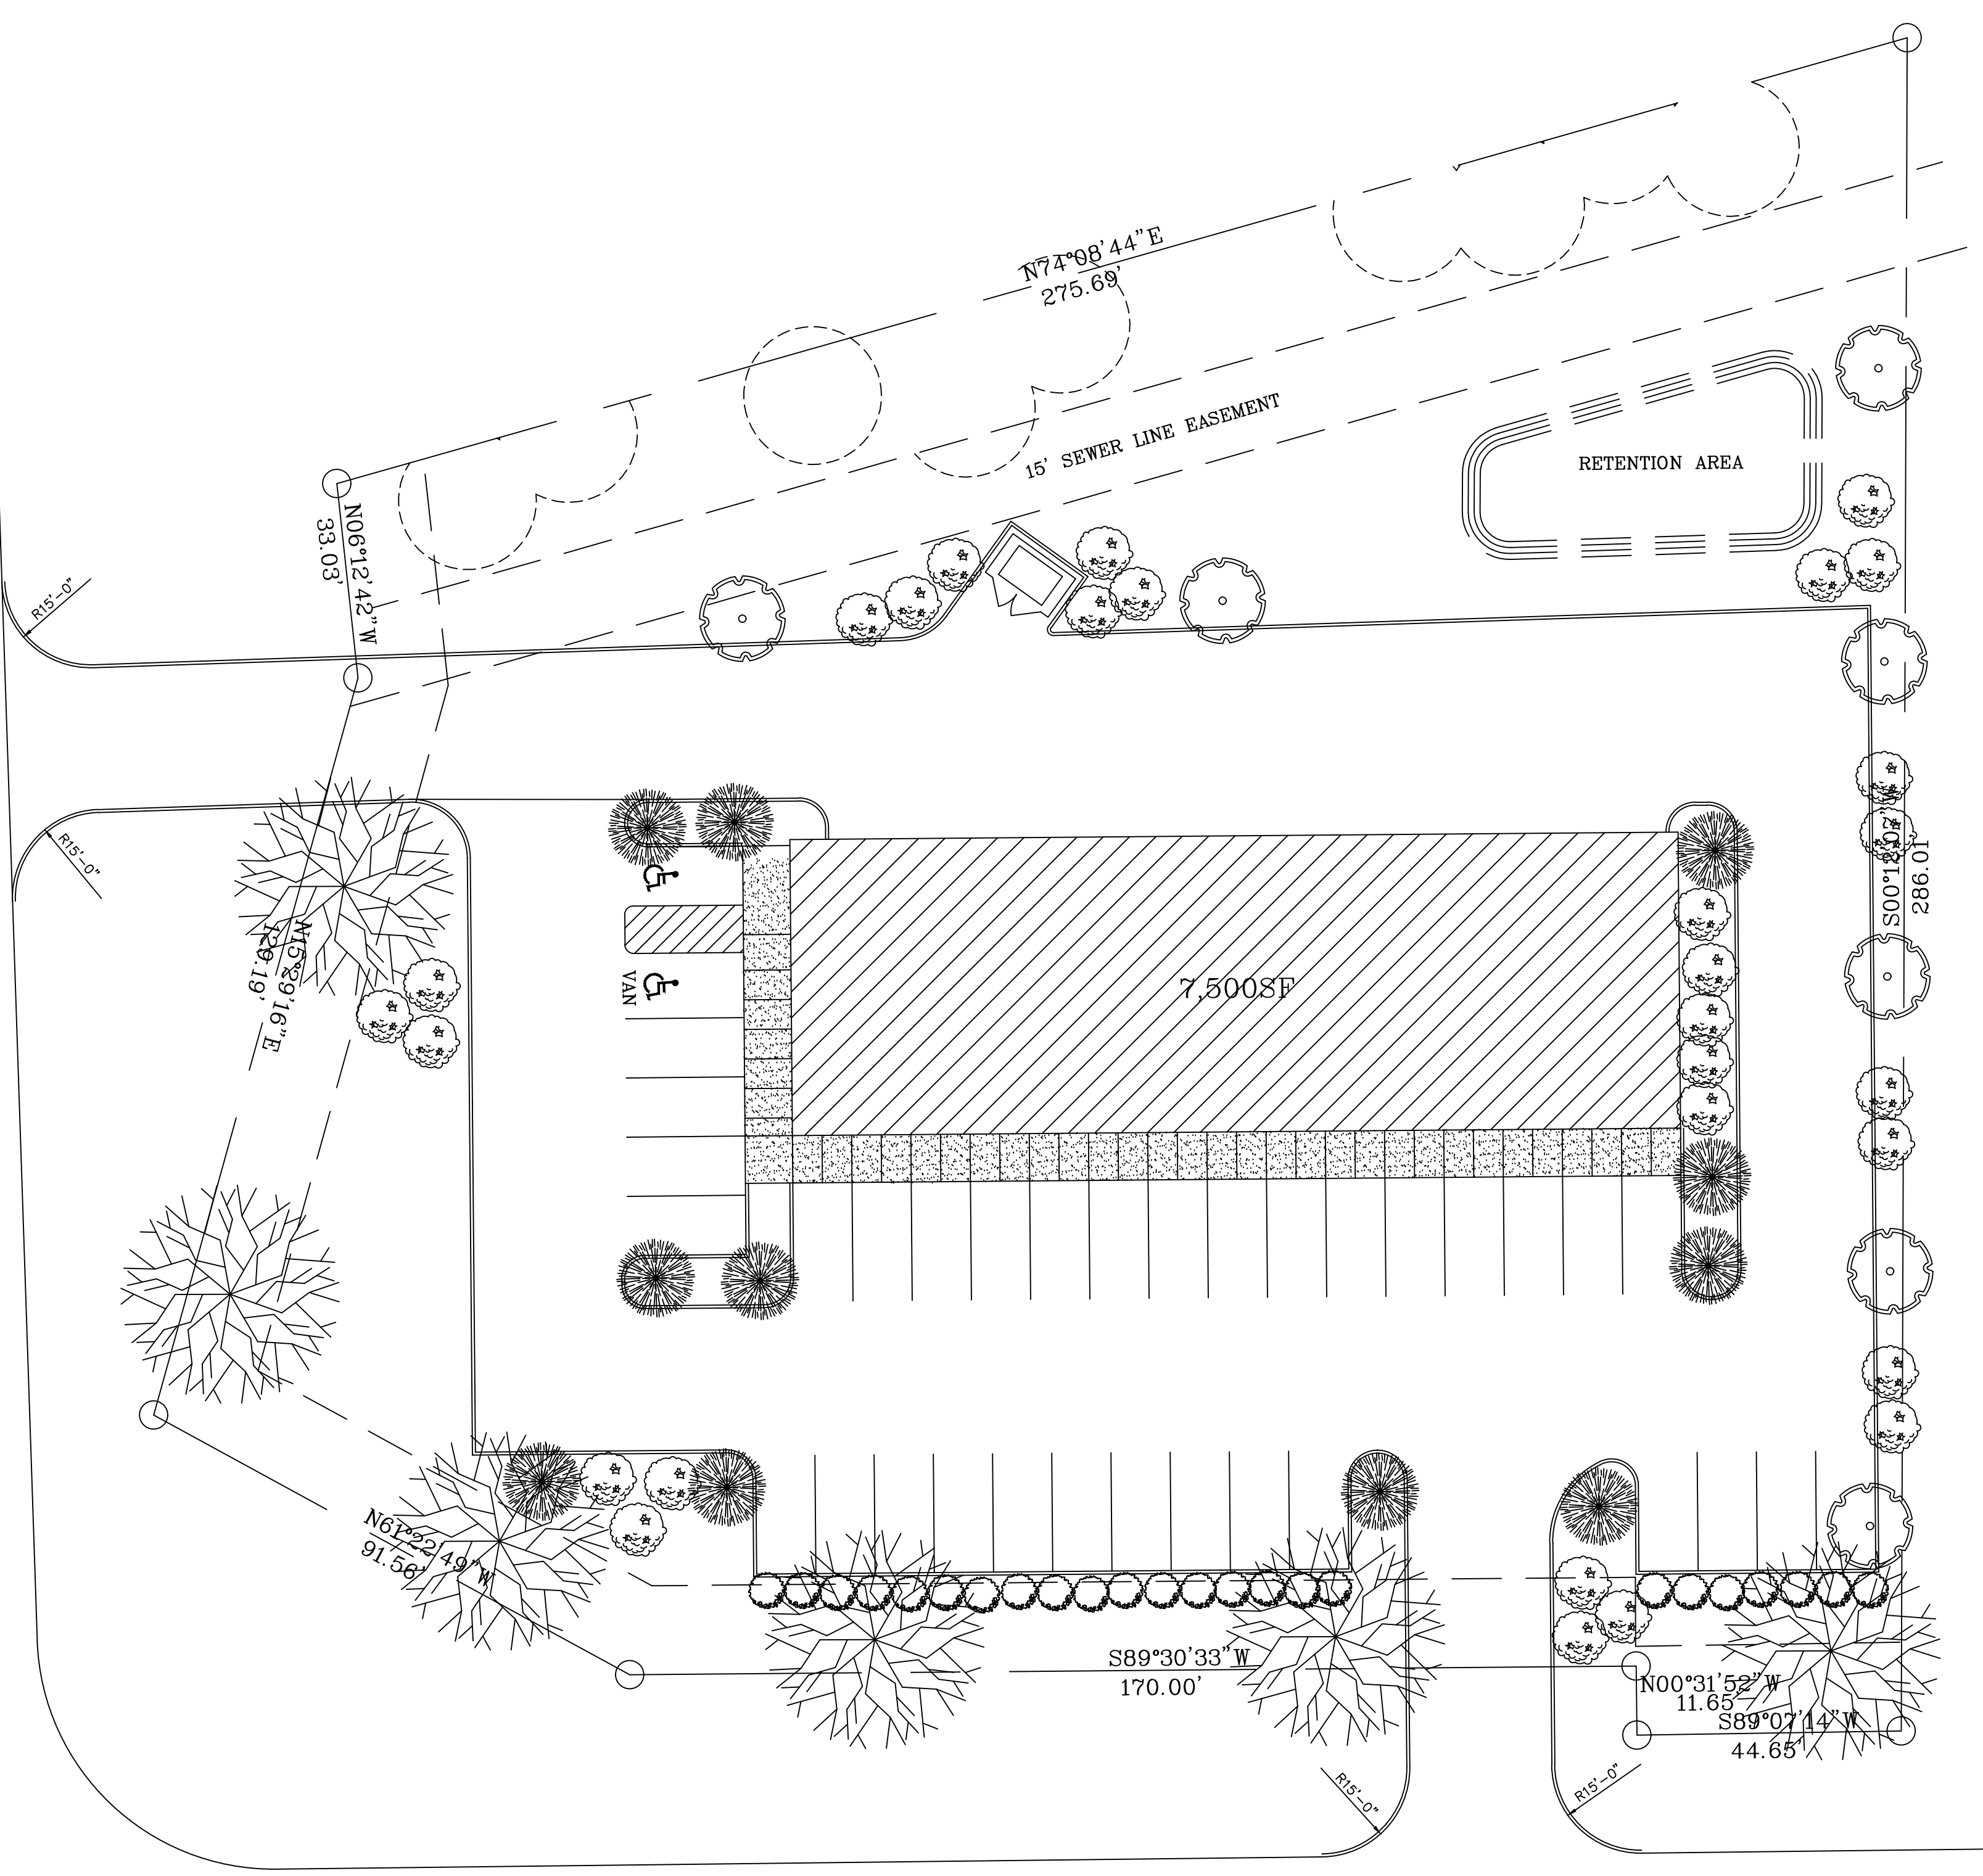 N74°08'44"E
275.69'
15' SEWER LINE EASEMENT
RETENTION AREA
N06°12'42"W
33.03'
R15'-0"
R15'-0"
286.01'
VAN
7,500SF
N15°29'16"E
129.19'
N61°22'49"W
91.56'
S89°30'33"W
170.00'
N00°31'52"W
11.65'
S89°07'14"W
44.65'
R15'-0"
R15'-0"